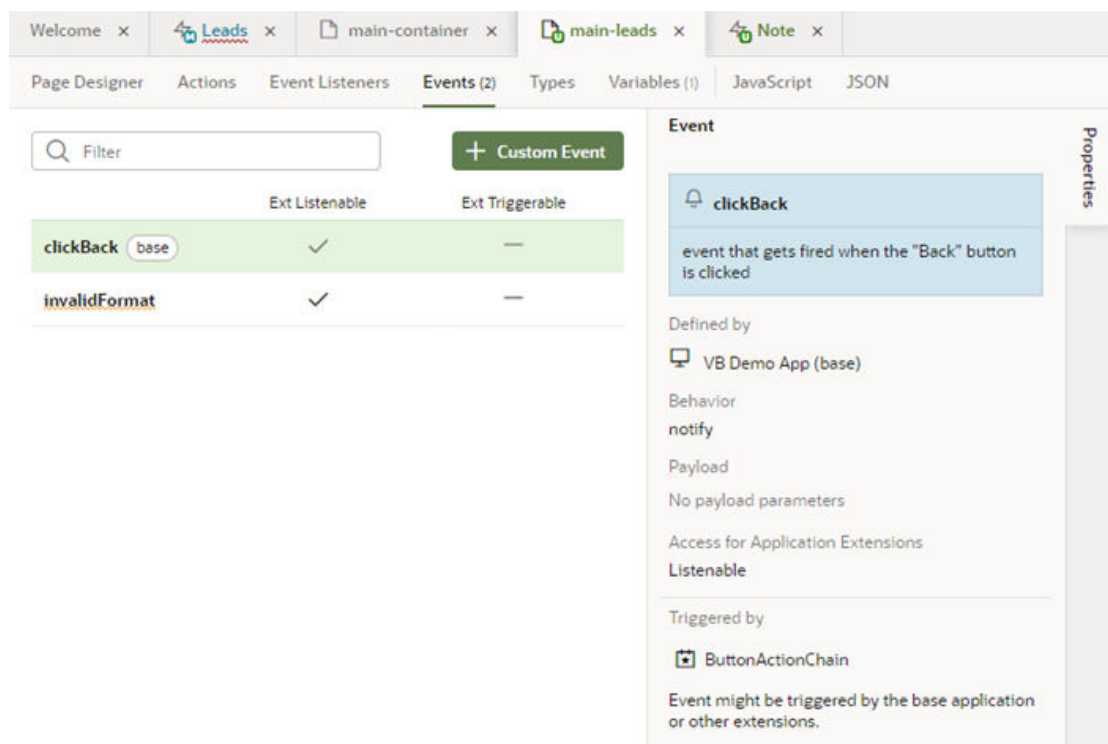 Welcome × Leads × main-container × main-leads × Note ×
Page Designer Actions Event Listeners Events (2) Types Variables (1) JavaScript JSON
Filter
+ Custom Event
Ext Listenable Ext Triggerable
clickBack base
invalidFormat
Event
clickBack
event that gets fired when the "Back" button
is clicked
Defined by
VB Demo App (base)
Behavior
notify
Payload
No payload parameters
Access for Application Extensions
Listenable
Triggered by
ButtonActionChain
Event might be triggered by the base application
or other extensions.
Properties